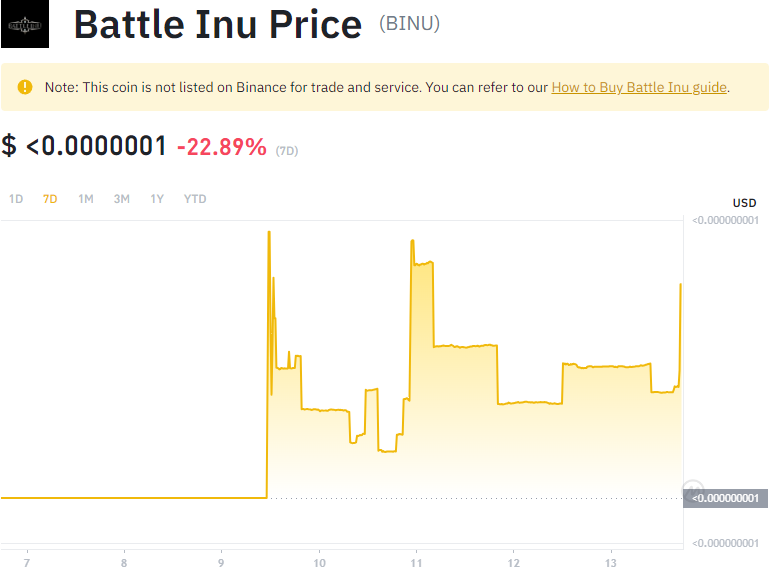 Battle Inu Price (BINU)
Note: This coin is not listed on Binance for trade and service. You can refer to our How to Buy Battle Inu guide.
$ <0.0000001 -22.89% (7D)
1D 7D 1M 3M 1Y YTD
USD
<0.000000001
<0.000000001
<0.000000001
7 8 9 10 11 12 13